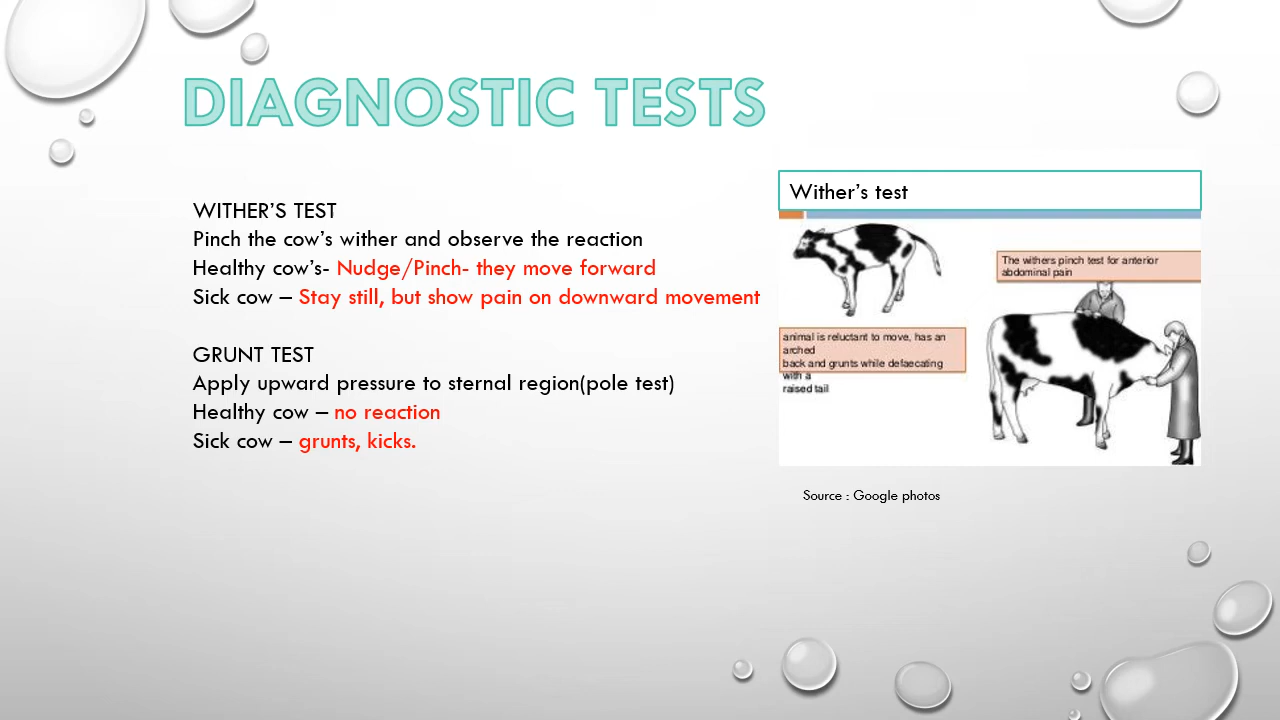 DIAGNOSTIC TESTS
WITHER'S TEST
Pinch the cow's wither and observe the reaction
Healthy cow's- Nudge/Pinch- they move forward
Sick cow – Stay still, but show pain on downward movement
GRUNT TEST
Apply upward pressure to sternal region(pole test)
Healthy cow – no reaction
Sick cow – grunts, kicks.
Wither's test
The withers pinch test for anterior
abdominal pain
animal is reluctant to move, has an
arched
back and grunts while defaecating
with a
raised tail
Source : Google photos